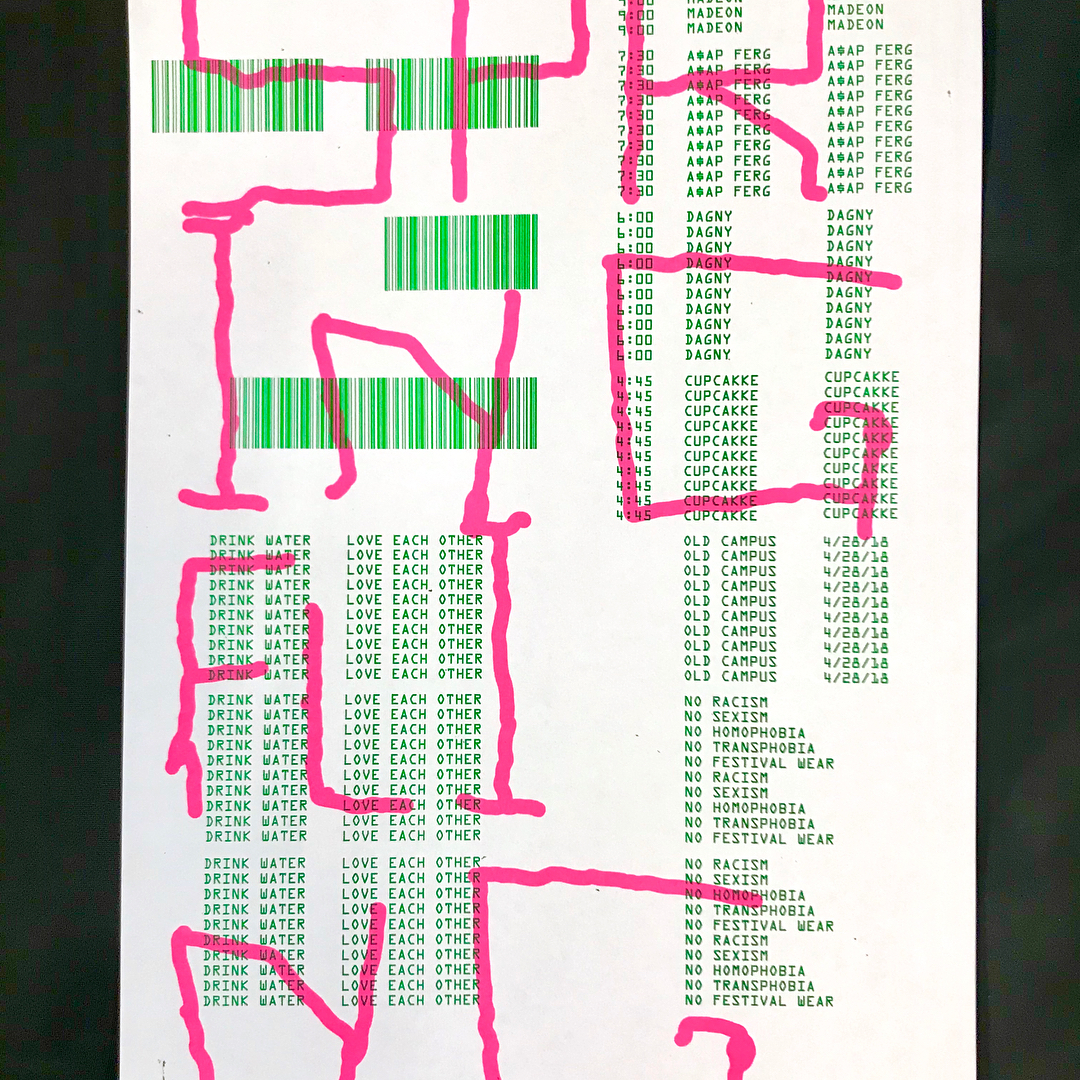 9:00 MADEON MADEON
9:00 MADEON MADEON
7:30 A$AP FERG A$AP FERG
7:30 A$AP FERG A$AP FERG
7:30 A$AP FERG A$AP FERG
7:30 A$AP FERG A$AP FERG
7:30 A$AP FERG A$AP FERG
7:30 A$AP FERG A$AP FERG
7:30 A$AP FERG A$AP FERG
7:30 A$AP FERG A$AP FERG
7:30 A$AP FERG A$AP FERG
7:30 A$AP FERG A$AP FERG
6:00 DAGNY DAGNY
6:00 DAGNY DAGNY
6:00 DAGNY DAGNY
6:00 DAGNY DAGNY
6:00 DAGNY DAGNY
6:00 DAGNY DAGNY
6:00 DAGNY DAGNY
6:00 DAGNY DAGNY
6:00 DAGNY DAGNY
6:00 DAGNY DAGNY
4:45 CUPCAKKE CUPCAKKE
4:45 CUPCAKKE CUPCAKKE
4:45 CUPCAKKE CUPCAKKE
4:45 CUPCAKKE CUPCAKKE
4:45 CUPCAKKE CUPCAKKE
4:45 CUPCAKKE CUPCAKKE
4:45 CUPCAKKE CUPCAKKE
4:45 CUPCAKKE CUPCAKKE
4:45 CUPCAKKE CUPCAKKE
4:45 CUPCAKKE CUPCAKKE
DRINK WATER LOVE EACH OTHER OLD CAMPUS 4/28/18
DRINK WATER LOVE EACH OTHER OLD CAMPUS 4/28/18
DRINK WATER LOVE EACH OTHER OLD CAMPUS 4/28/18
DRINK WATER LOVE EACH OTHER OLD CAMPUS 4/28/18
DRINK WATER LOVE EACH OTHER OLD CAMPUS 4/28/18
DRINK WATER LOVE EACH OTHER OLD CAMPUS 4/28/18
DRINK WATER LOVE EACH OTHER OLD CAMPUS 4/28/18
DRINK WATER LOVE EACH OTHER OLD CAMPUS 4/28/18
DRINK WATER LOVE EACH OTHER OLD CAMPUS 4/28/18
DRINK WATER LOVE EACH OTHER OLD CAMPUS 4/28/18
DRINK WATER LOVE EACH OTHER NO RACISM
DRINK WATER LOVE EACH OTHER NO SEXISM
DRINK WATER LOVE EACH OTHER NO HOMOPHOBIA
DRINK WATER LOVE EACH OTHER NO TRANSPHOBIA
DRINK WATER LOVE EACH OTHER NO FESTIVAL WEAR
DRINK WATER LOVE EACH OTHER NO RACISM
DRINK WATER LOVE EACH OTHER NO SEXISM
DRINK WATER LOVE EACH OTHER NO HOMOPHOBIA
DRINK WATER LOVE EACH OTHER NO TRANSPHOBIA
DRINK WATER LOVE EACH OTHER NO FESTIVAL WEAR
DRINK WATER LOVE EACH OTHER NO RACISM
DRINK WATER LOVE EACH OTHER NO SEXISM
DRINK WATER LOVE EACH OTHER NO HOMOPHOBIA
DRINK WATER LOVE EACH OTHER NO TRANSPHOBIA
DRINK WATER LOVE EACH OTHER NO FESTIVAL WEAR
DRINK WATER LOVE EACH OTHER NO RACISM
DRINK WATER LOVE EACH OTHER NO SEXISM
DRINK WATER LOVE EACH OTHER NO HOMOPHOBIA
DRINK WATER LOVE EACH OTHER NO TRANSPHOBIA
DRINK WATER LOVE EACH OTHER NO FESTIVAL WEAR